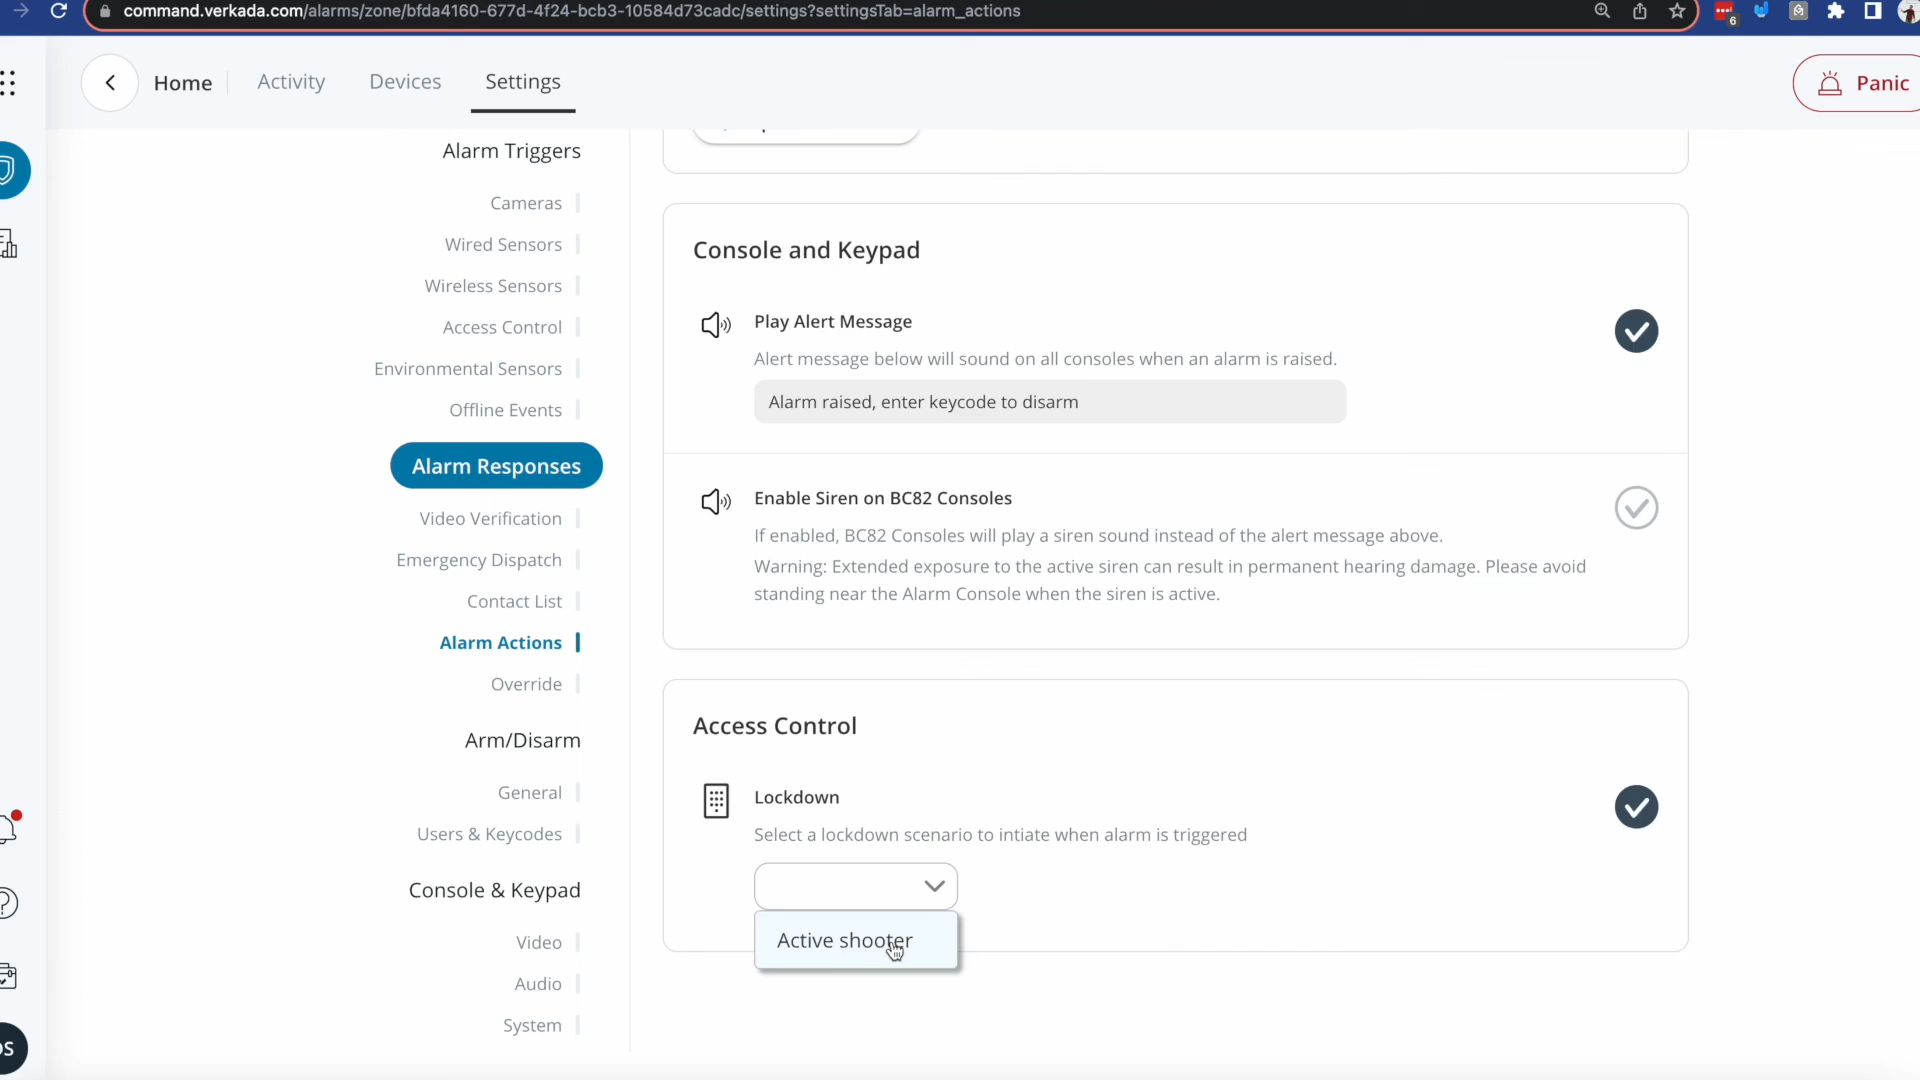 command.verkada.com/alarms/zone/bfda4160-677d-4f24-bcb3-10584d73cadc/settings?settingsTab=alarm_actions
6
Home
Activity
Devices
Settings
Panic
Alarm Triggers
Cameras
Wired Sensors
Wireless Sensors
Access Control
Environmental Sensors
Offline Events
Alarm Responses
Video Verification
Emergency Dispatch
Contact List
Alarm Actions
Override
Arm/Disarm
General
Users & Keycodes
Console & Keypad
Video
Audio
System
Console and Keypad
Play Alert Message
Alert message below will sound on all consoles when an alarm is raised.
Alarm raised, enter keycode to disarm
Enable Siren on BC82 Consoles
If enabled, BC82 Consoles will play a siren sound instead of the alert message above.
Warning: Extended exposure to the active siren can result in permanent hearing damage. Please avoid
standing near the Alarm Console when the siren is active.
Access Control
Lockdown
Select a lockdown scenario to intiate when alarm is triggered
Active shooter